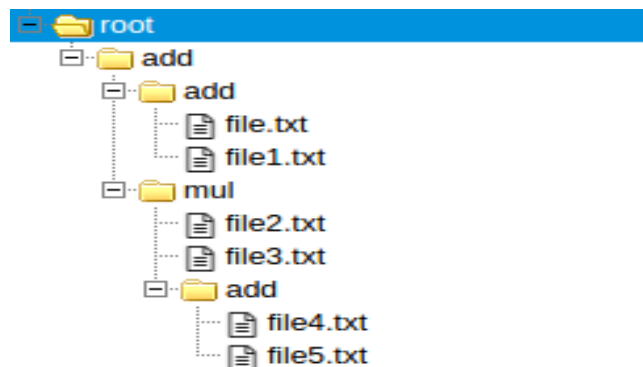 root
add
add
file.txt
file1.txt
mul
file2.txt
file3.txt
add
file4.txt
file5.txt